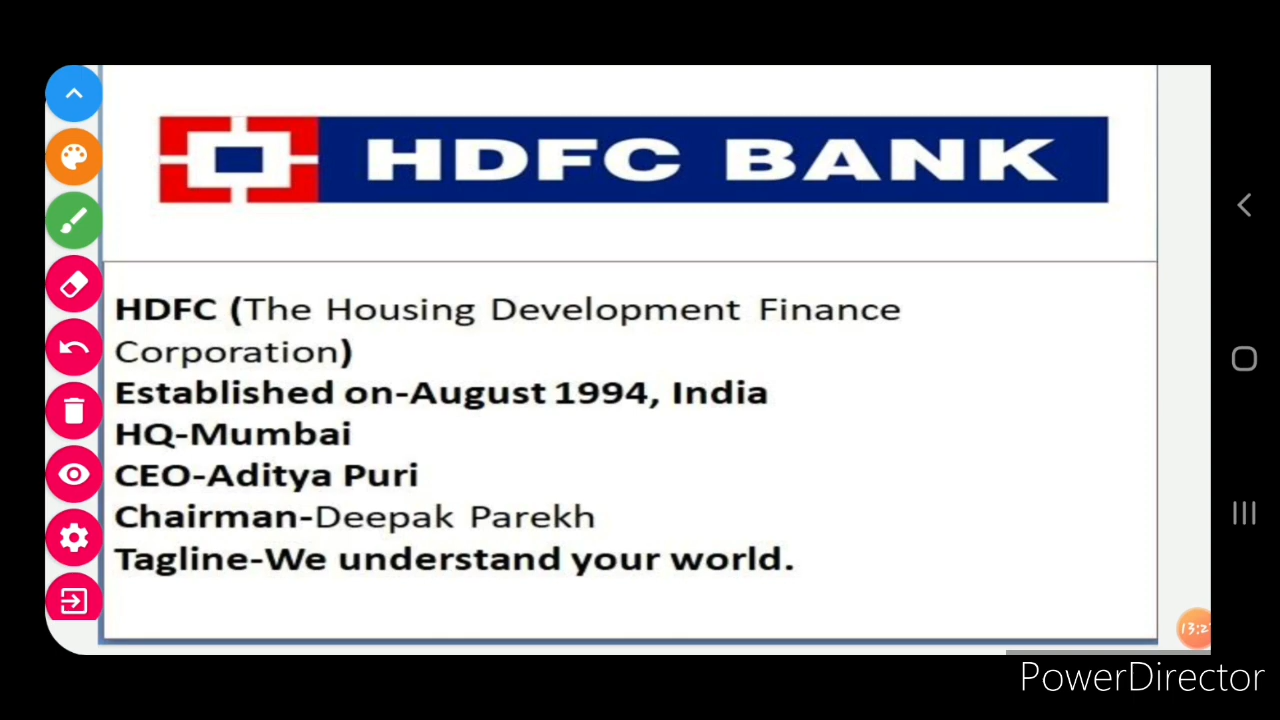 HDFC BANK
HDFC (The Housing Development Finance
Corporation)
Established on-August 1994, India
HQ-Mumbai
CEO-Aditya Puri
Chairman-Deepak Parekh
Tagline-We understand your world.
PowerDirector